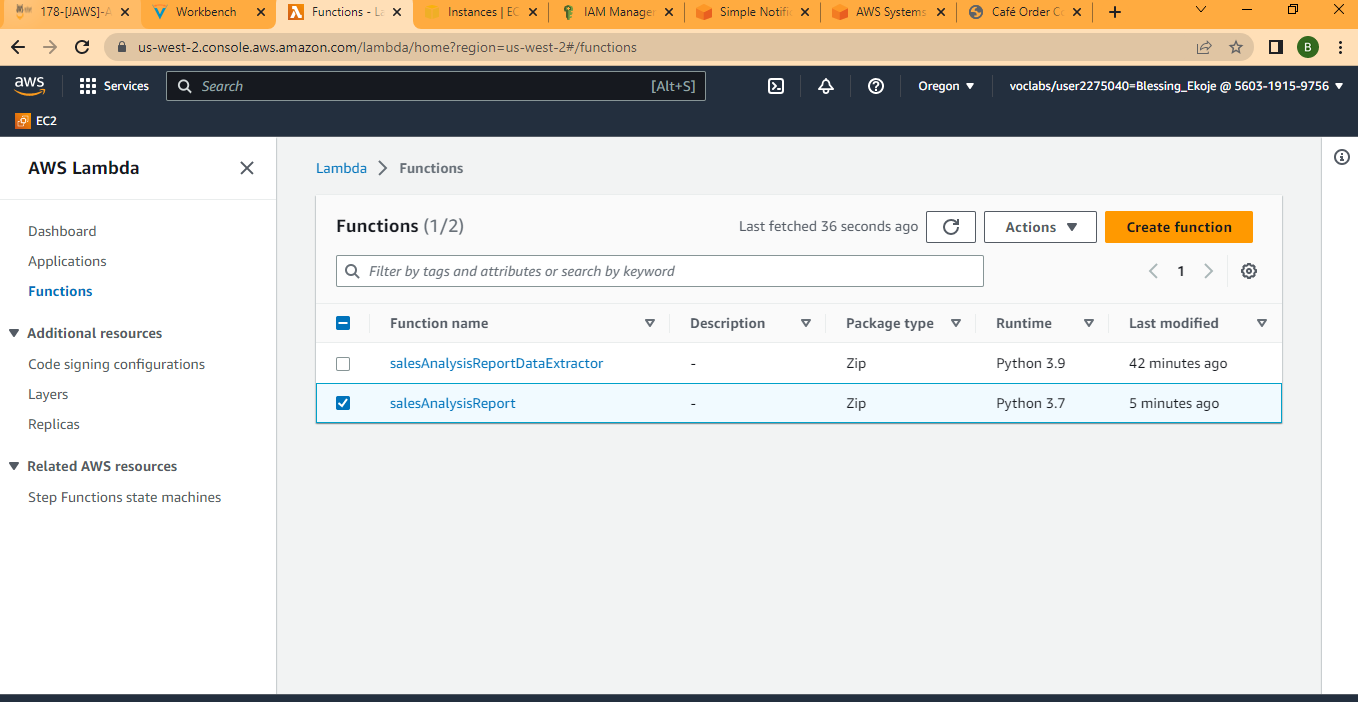 178-[JAWS]-A
Workbench
Functions - La
Instances | EC
IAM Manager
Simple Notific
AWS Systems
Café Order Co
us-west-2.console.aws.amazon.com/lambda/home?region=us-west-2#/functions
B
aws
Services
Search
[Alt+S]
Oregon
voclabs/user2275040=Blessing_Ekoje @ 5603-1915-9756
EC2
AWS Lambda
Dashboard
Applications
Functions
Additional resources
Code signing configurations
Layers
Replicas
Related AWS resources
Step Functions state machines
Lambda
Functions
Functions (1/2)
Last fetched 36 seconds ago
Actions
Create function
Filter by tags and attributes or search by keyword
1
Function name Description Package type Runtime Last modified
salesAnalysisReportDataExtractor - Zip Python 3.9 42 minutes ago
salesAnalysisReport - Zip Python 3.7 5 minutes ago